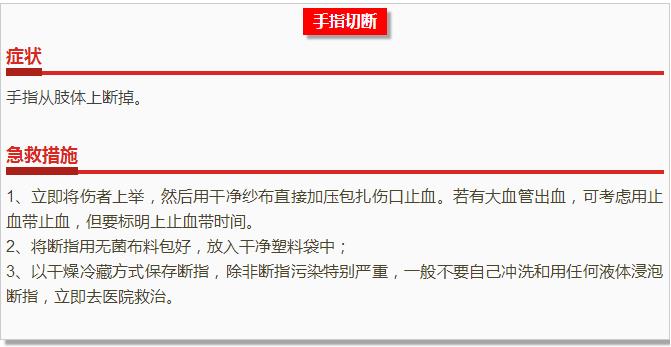 手指切断
症状
手指从肢体上断掉。
急救措施
1、立即将伤者上举，然后用干净纱布直接加压包扎伤口止血。若有大血管出血，可考虑用止
血带止血，但要标明上止血带时间。
2、将断指用无菌布料包好，放入干净塑料袋中；
3、以干燥冷藏方式保存断指，除非断指污染特别严重，一般不要自己冲洗和用任何液体浸泡
断指，立即去医院救治。